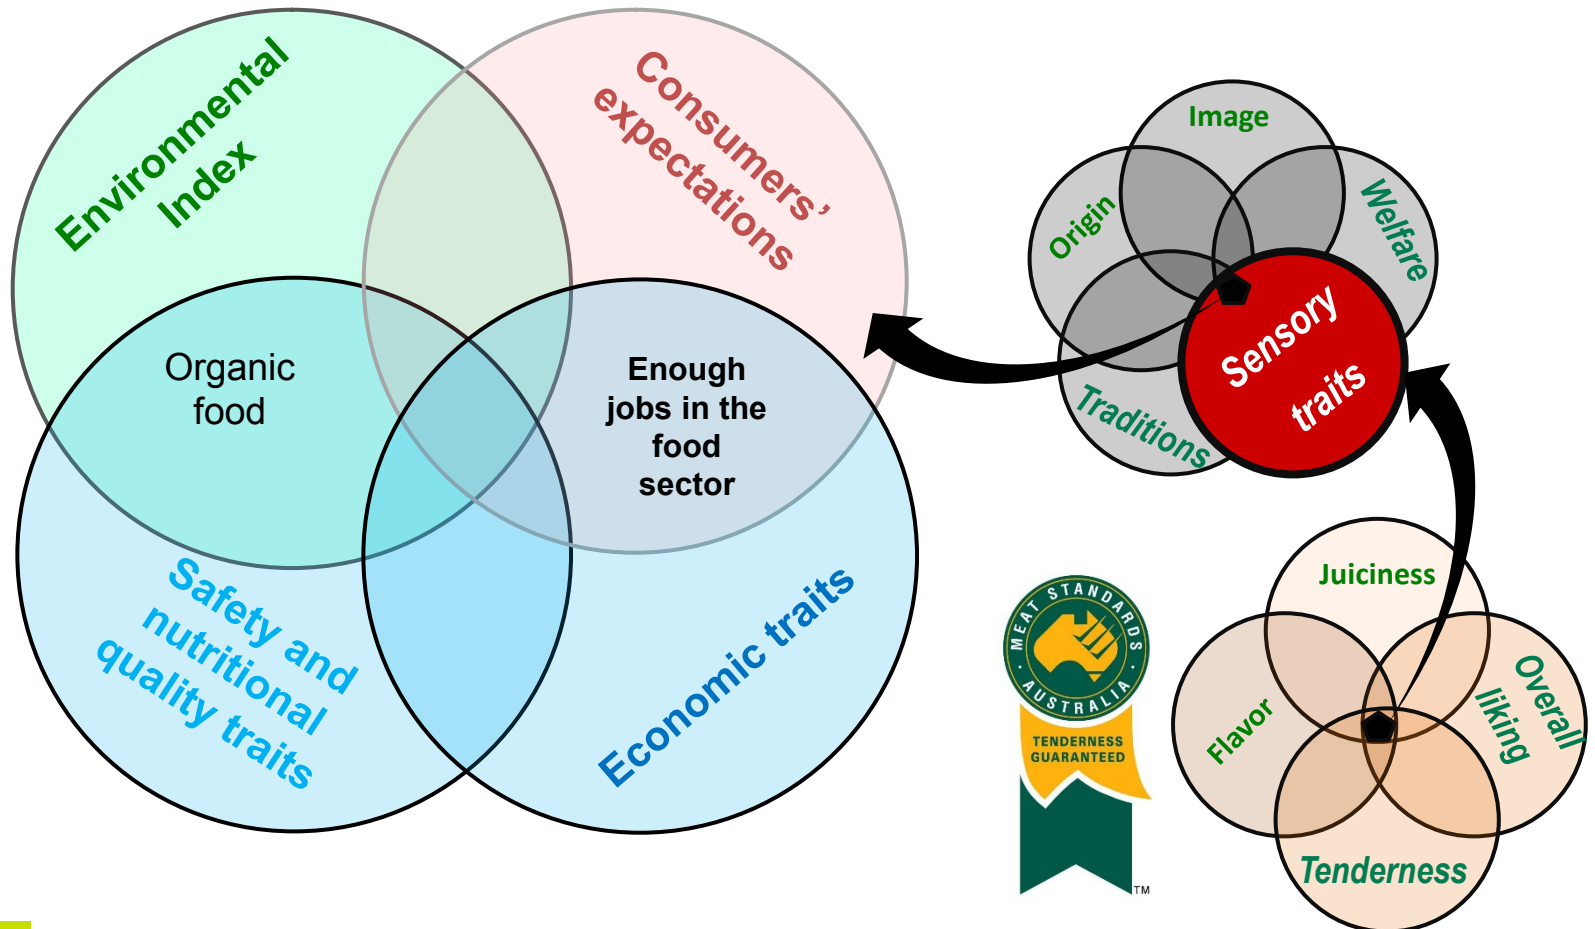 Environmental
Index
Consumers’
expectations
Organic
food
Enough
jobs in the
food
sector
Safety and
nutritional
quality traits
Economic traits
Image
Origin
Welfare
Traditions
Sensory
traits
MEAT STANDARDS
AUSTRALIA
TENDERNESS
GUARANTEED
TM
Juiciness
Flavor
Overall
liking
Tenderness